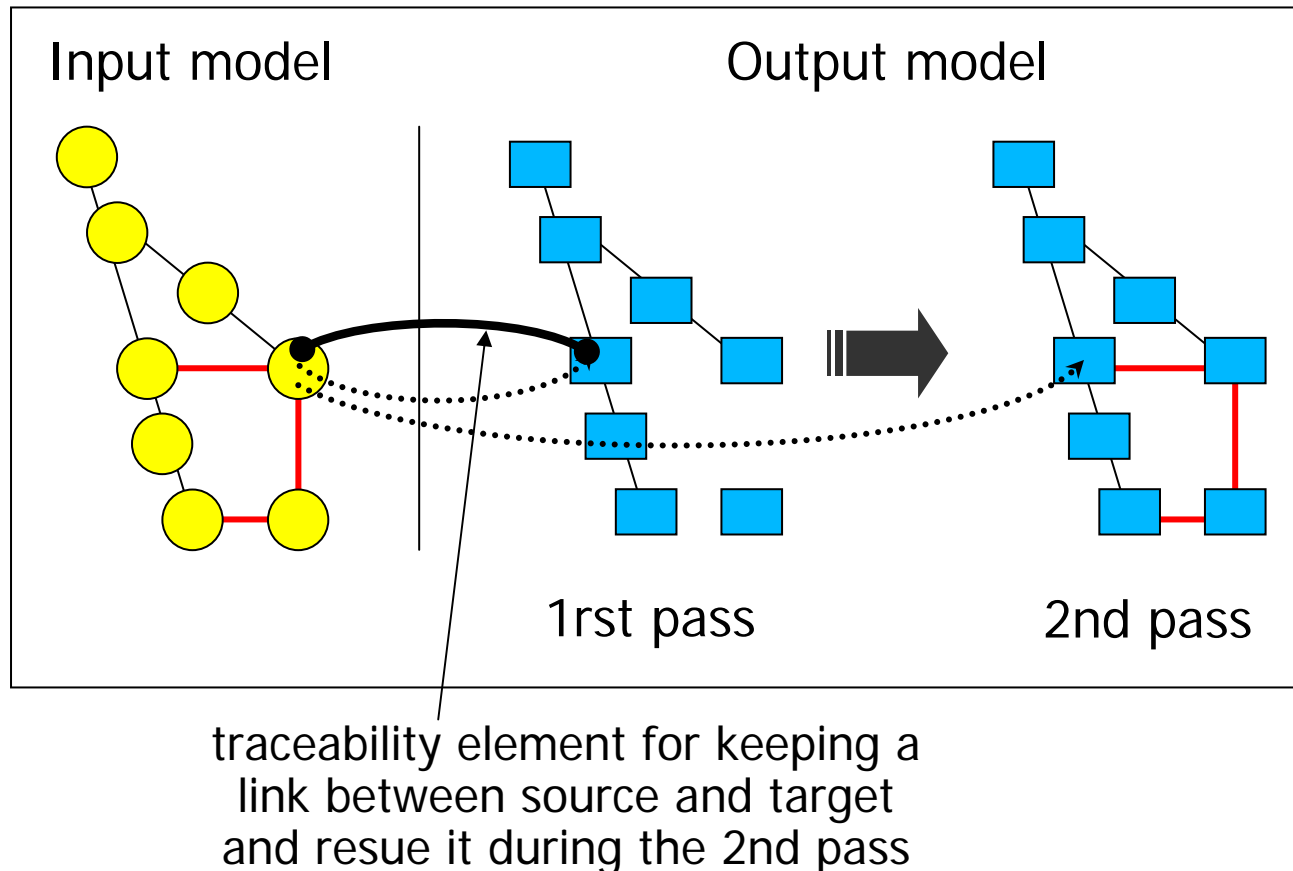 Input model
Output model
1rst pass
2nd pass
traceability element for keeping a
link between source and target
and resue it during the 2nd pass